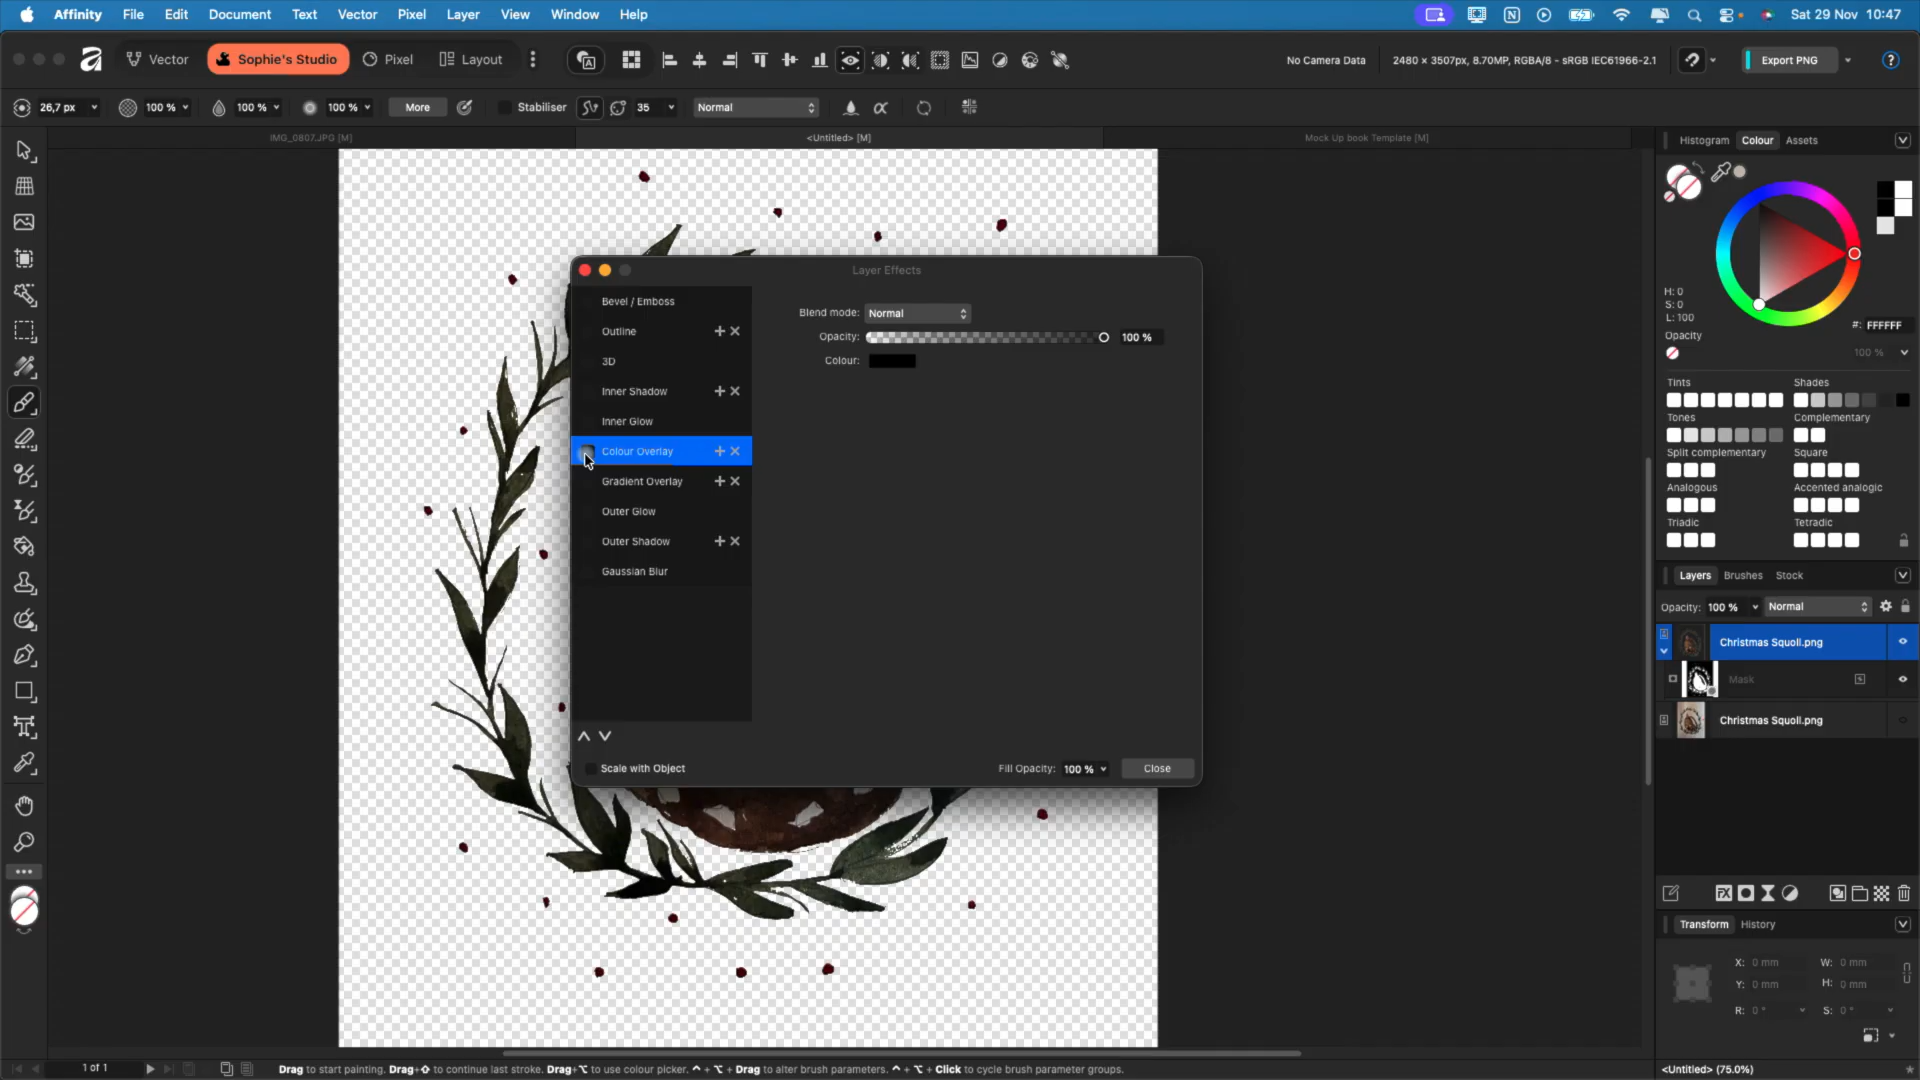 Affinity File Edit Document Text Vector Pixel Layer View Window Help Sat 29 Nov 10:47
Vector Sophie's Studio Pixel Layout No Camera Data 2480 × 3507px, 8.70MP, RGBA/8 - sRGB IEC61966-2.1 Export PNG
26,7 px 100 % 100 % 100 % More Stabiliser 35 Normal
IMG_0807.JPG [M] <Untitled> [M] Mock Up book Template [M]
Histogram Colour Assets
H: 0
S: 0
L: 100
#: FFFFFF
Opacity
100 %
Tints Shades
Tones Complementary
Split complementary Square
Analogous Accented analogic
Triadic Tetradic
Layer Effects
Bevel / Emboss
Outline
3D
Inner Shadow
Inner Glow
Colour Overlay
Gradient Overlay
Outer Glow
Outer Shadow
Gaussian Blur
Blend mode: Normal
Opacity: 100 %
Colour:
Scale with Object Fill Opacity: 100 % Close
Layers Brushes Stock
Opacity: 100 % Normal
Christmas Squoll.png
Mask
Christmas Squoll.png
Transform History
X: 0 mm W: 0 mm
Y: 0 mm H: 0 mm
R: 0 ° S: 0 °
1 of 1 Drag to start painting. Drag+⇧ to continue last stroke. Drag+⌥ to use colour picker. ^ + ⌥ + Drag to alter brush parameters. ^ + ⌥ + Click to cycle brush parameter groups. <Untitled> (75.0%)